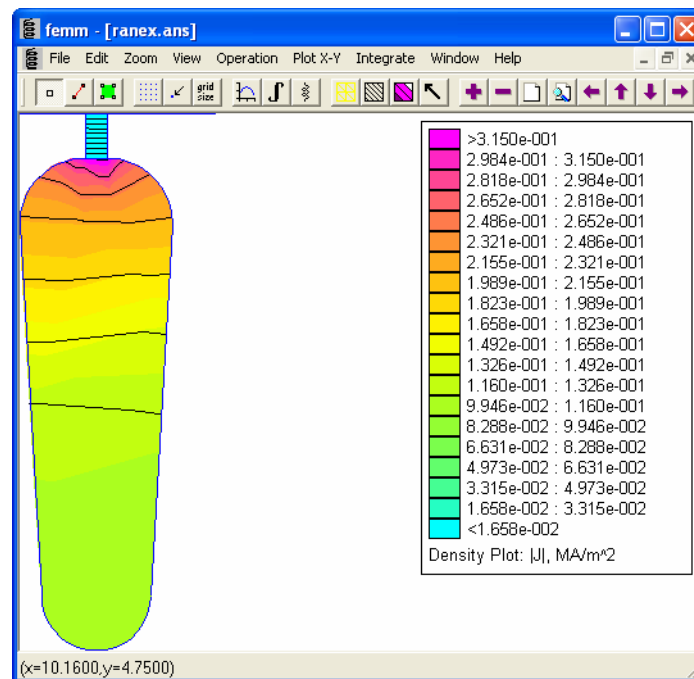 femm - [ranex.ans]
File Edit Zoom View Operation Plot X-Y Integrate Window Help
grid
size
>3.150e-001
2.984e-001 : 3.150e-001
2.818e-001 : 2.984e-001
2.652e-001 : 2.818e-001
2.486e-001 : 2.652e-001
2.321e-001 : 2.486e-001
2.155e-001 : 2.321e-001
1.989e-001 : 2.155e-001
1.823e-001 : 1.989e-001
1.658e-001 : 1.823e-001
1.492e-001 : 1.658e-001
1.326e-001 : 1.492e-001
1.160e-001 : 1.326e-001
9.946e-002 : 1.160e-001
8.288e-002 : 9.946e-002
6.631e-002 : 8.288e-002
4.973e-002 : 6.631e-002
3.315e-002 : 4.973e-002
1.658e-002 : 3.315e-002
<1.658e-002
Density Plot: |J|, MA/m^2
(x=10.1600,y=4.7500)